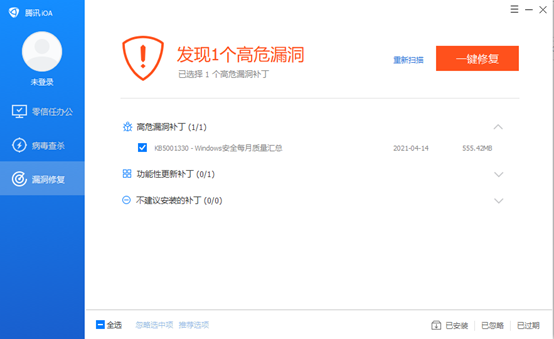 腾讯iOA
未登录
零信任办公
病毒查杀
漏洞修复
发现1个高危漏洞
已选择 1 个高危漏洞补丁
重新扫描
一键修复
高危漏洞补丁 (1/1)
KB5001330 - Windows安全每月质量汇总 2021-04-14 555.42MB
功能性更新补丁 (0/1)
不建议安装的补丁 (0/0)
全选 忽略选中项 推荐选项 已安装 已忽略 已过期